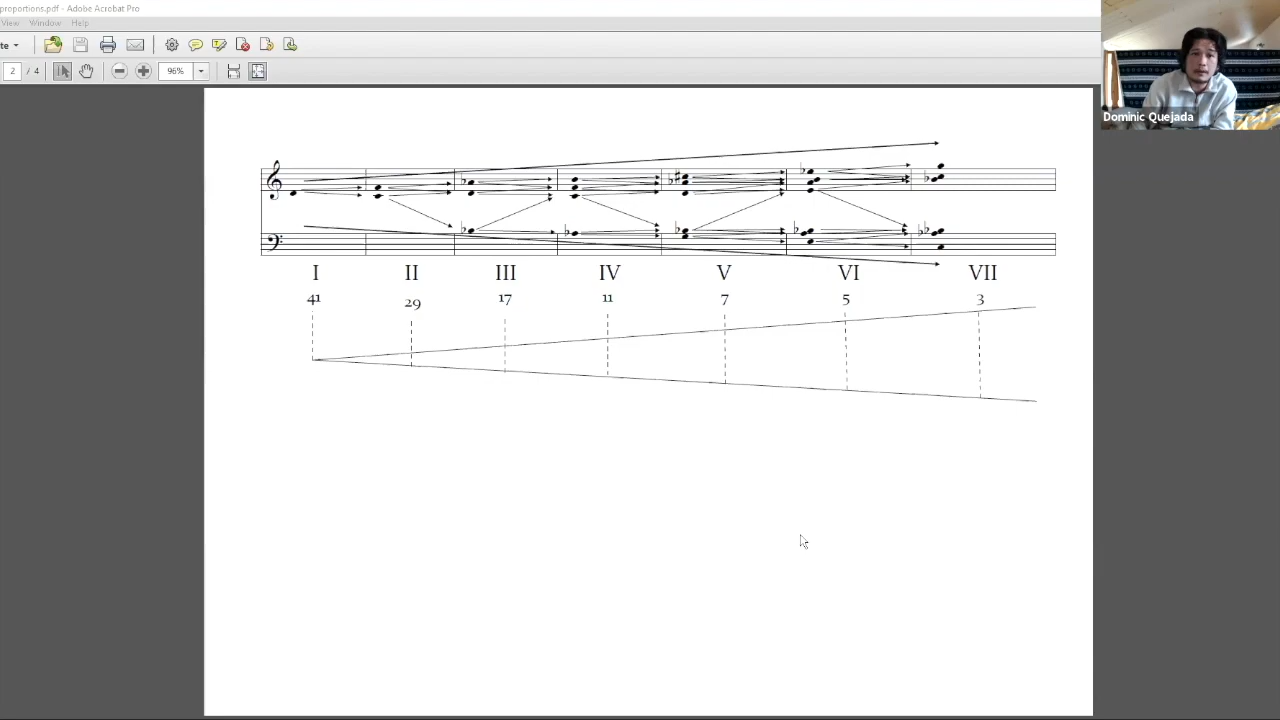 proportions.pdf - Adobe Acrobat Pro
View Window Help
te
2 / 4 96%
Dominic Quejada
I II III IV V VI VII
41 29 17 11 7 5 3